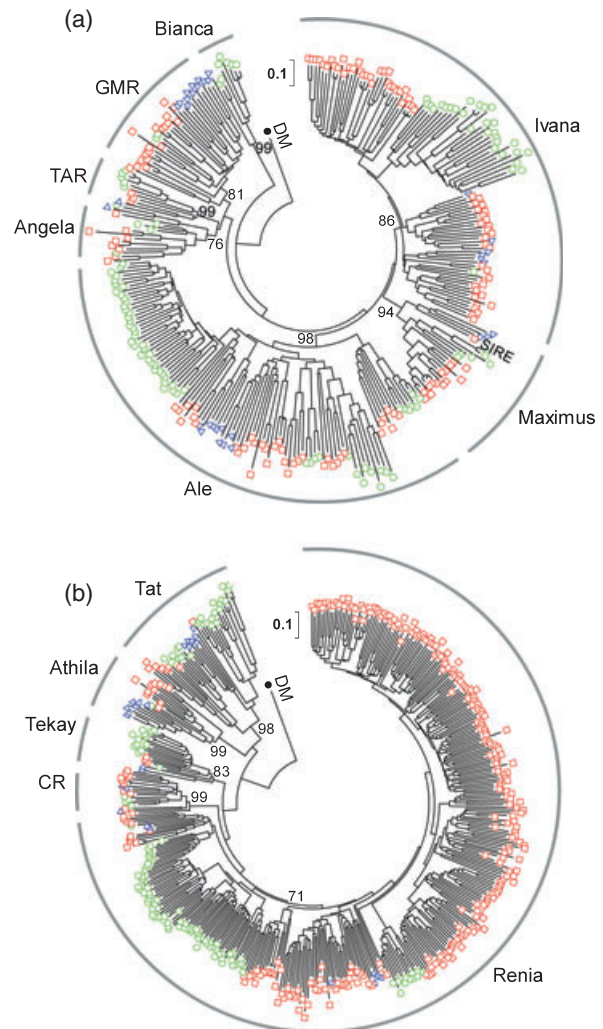 (a)
Bianca
GMR
TAR
Angela
Ale
Ivana
Maximus
0.1
DM
99
81
99
76
86
94
98
SIRE
(b)
Tat
Athila
Tekay
CR
Renia
0.1
DM
98
99
83
99
71